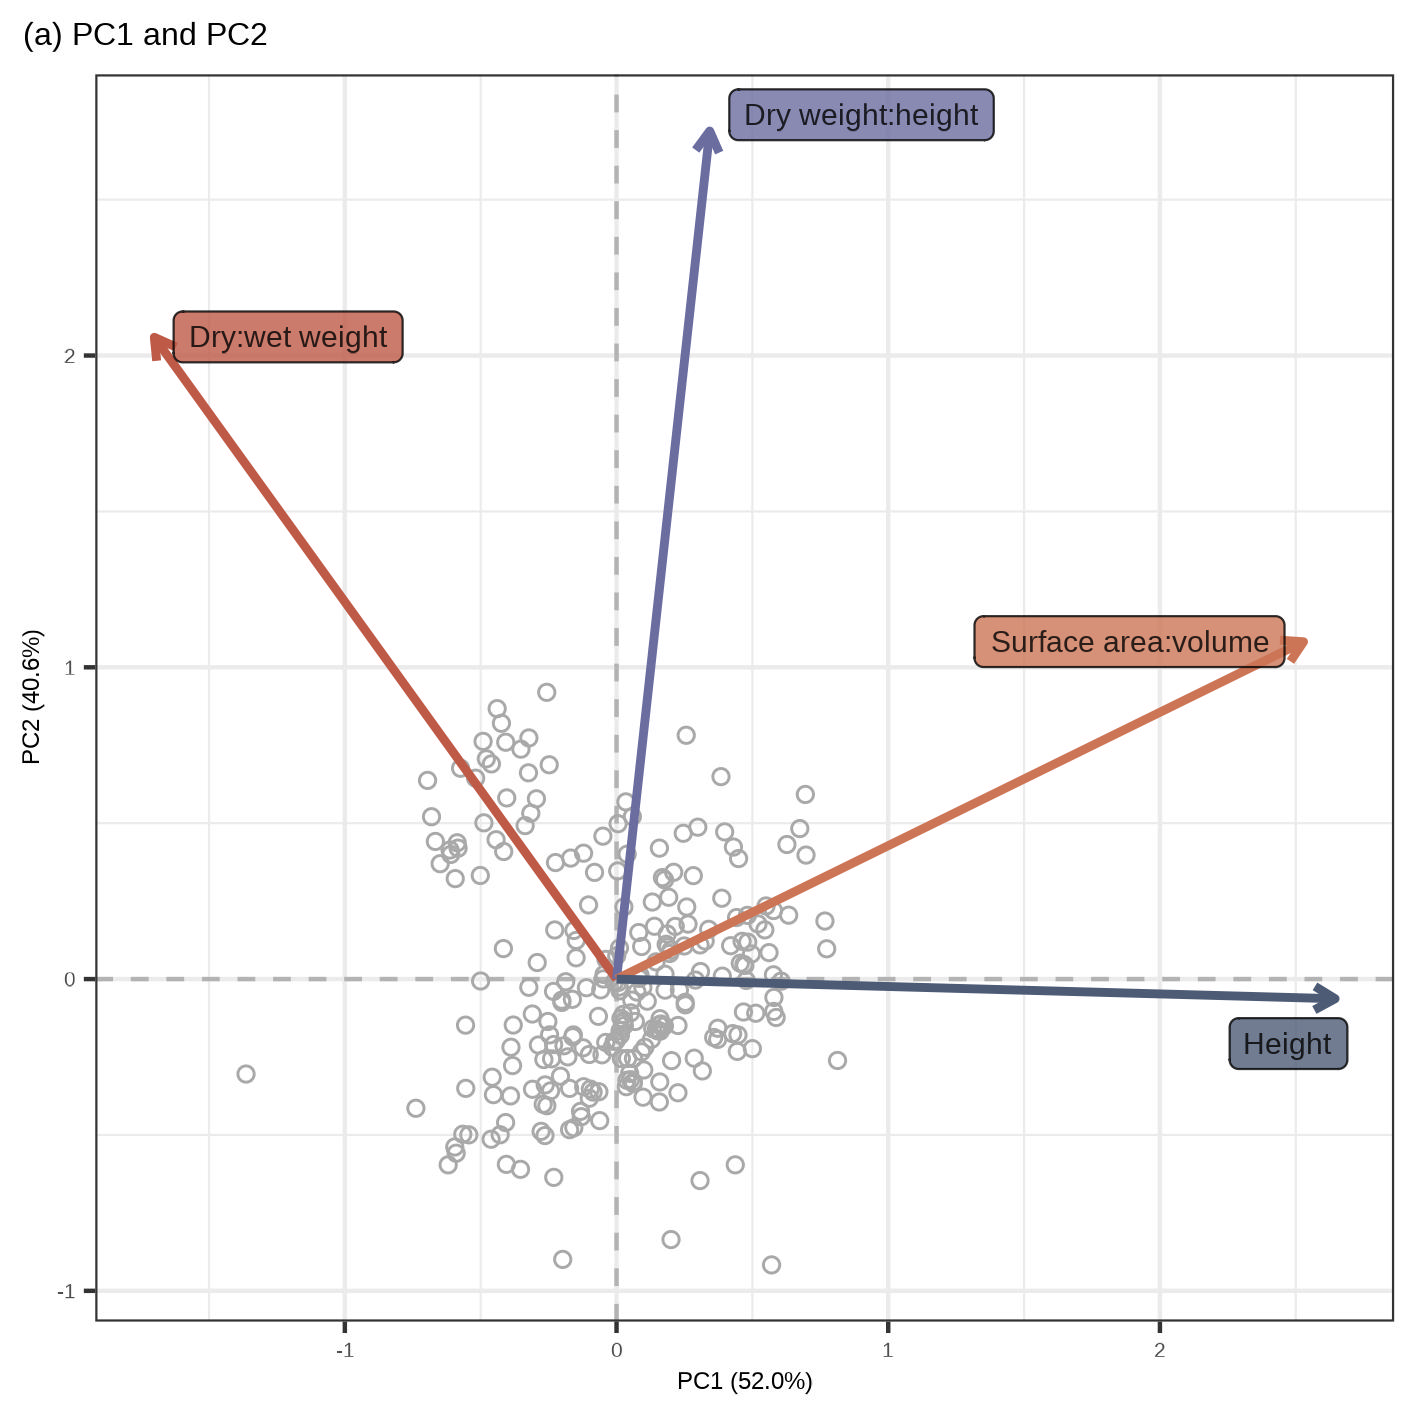 (a) PC1 and PC2
Dry weight:height
Dry:wet weight
2
Surface area:volume
1
PC2 (40.6%)
0
Height
-1
-1
0
1
2
PC1 (52.0%)